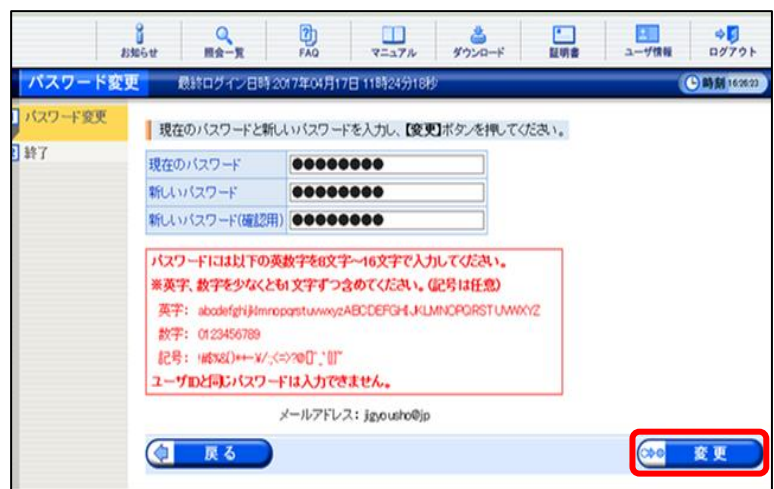 お知らせ 照会一覧 FAQ マニュアル ダウンロード 証明書 ユーザ情報 ログアウト
パスワード変更 最終ログイン日時:2017年04月17日 11時24分18秒 時刻 16:26:23
パスワード変更
終了
現在のパスワードと新しいパスワードを入力し、【変更】ボタンを押してください。
現在のパスワード ●●●●●●●●
新しいパスワード ●●●●●●●●
新しいパスワード(確認用) ●●●●●●●●
パスワードには以下の英数字を8文字～16文字で入力してください。
※英字、数字を少なくとも1文字ずつ含めてください。(記号は任意)
英字: abcdefghijklmnopqrstuvwxyzABCDEFGHIJKLMNOPQRSTUVWXYZ
数字: 0123456789
記号:
ユーザIDと同じパスワードは入力できません。
メールアドレス: jigyousho@jp
戻る 変更